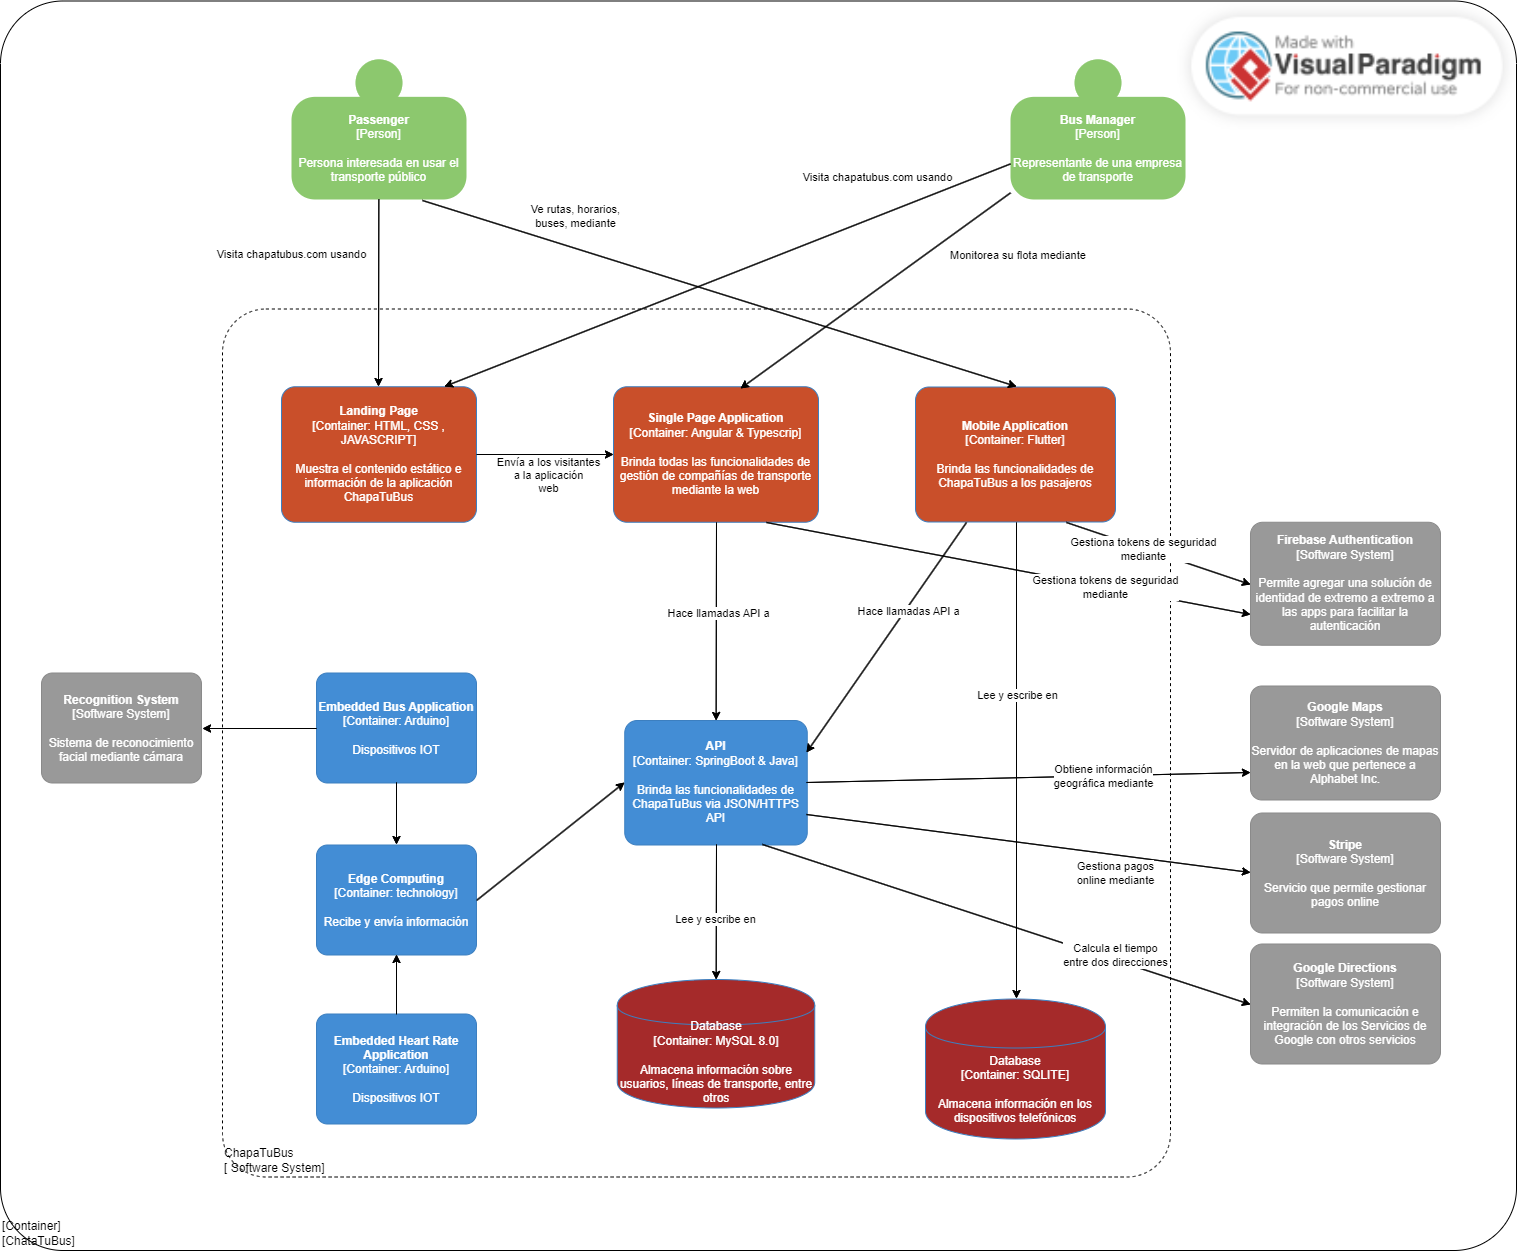 Made with
VisualParadigm
For non-commercial use
Passenger
[Person]
Persona interesada en usar el
transporte público
Bus Manager
[Person]
Representante de una empresa
de transporte
Visita chapatubus.com usando
Ve rutas, horarios,
buses, mediante
Visita chapatubus.com usando
Monitorea su flota mediante
Landing Page
[Container: HTML, CSS ,
JAVASCRIPT]
Muestra el contenido estático e
información de la aplicación
ChapaTuBus
Envía a los visitantes
a la aplicación
web
Single Page Application
[Container: Angular & Typescrip]
Brinda todas las funcionalidades de
gestión de compañías de transporte
mediante la web
Mobile Application
[Container: Flutter]
Brinda las funcionalidades de
ChapaTuBus a los pasajeros
Gestiona tokens de seguridad
mediante
Gestiona tokens de seguridad
mediante
Firebase Authentication
[Software System]
Permite agregar una solución de
identidad de extremo a extremo a
las apps para facilitar la
autenticación
Hace llamadas API a
Hace llamadas API a
Lee y escribe en
Recognition System
[Software System]
Sistema de reconocimiento
facial mediante cámara
Embedded Bus Application
[Container: Arduino]
Dispositivos IOT
API
[Container: SpringBoot & Java]
Brinda las funcionalidades de
ChapaTuBus via JSON/HTTPS
API
Obtiene información
geográfica mediante
Google Maps
[Software System]
Servidor de aplicaciones de mapas
en la web que pertenece a
Alphabet Inc.
Edge Computing
[Container: technology]
Recibe y envía información
Gestiona pagos
online mediante
Stripe
[Software System]
Servicio que permite gestionar
pagos online
Lee y escribe en
Calcula el tiempo
entre dos direcciones
Google Directions
[Software System]
Permiten la comunicación e
integración de los Servicios de
Google con otros servicios
Embedded Heart Rate
Application
[Container: Arduino]
Dispositivos IOT
Database
[Container: MySQL 8.0]
Almacena información sobre
usuarios, líneas de transporte, entre
otros
Database
[Container: SQLITE]
Almacena información en los
dispositivos telefónicos
ChapaTuBus
[ Software System]
[Container]
[ChataTuBus]